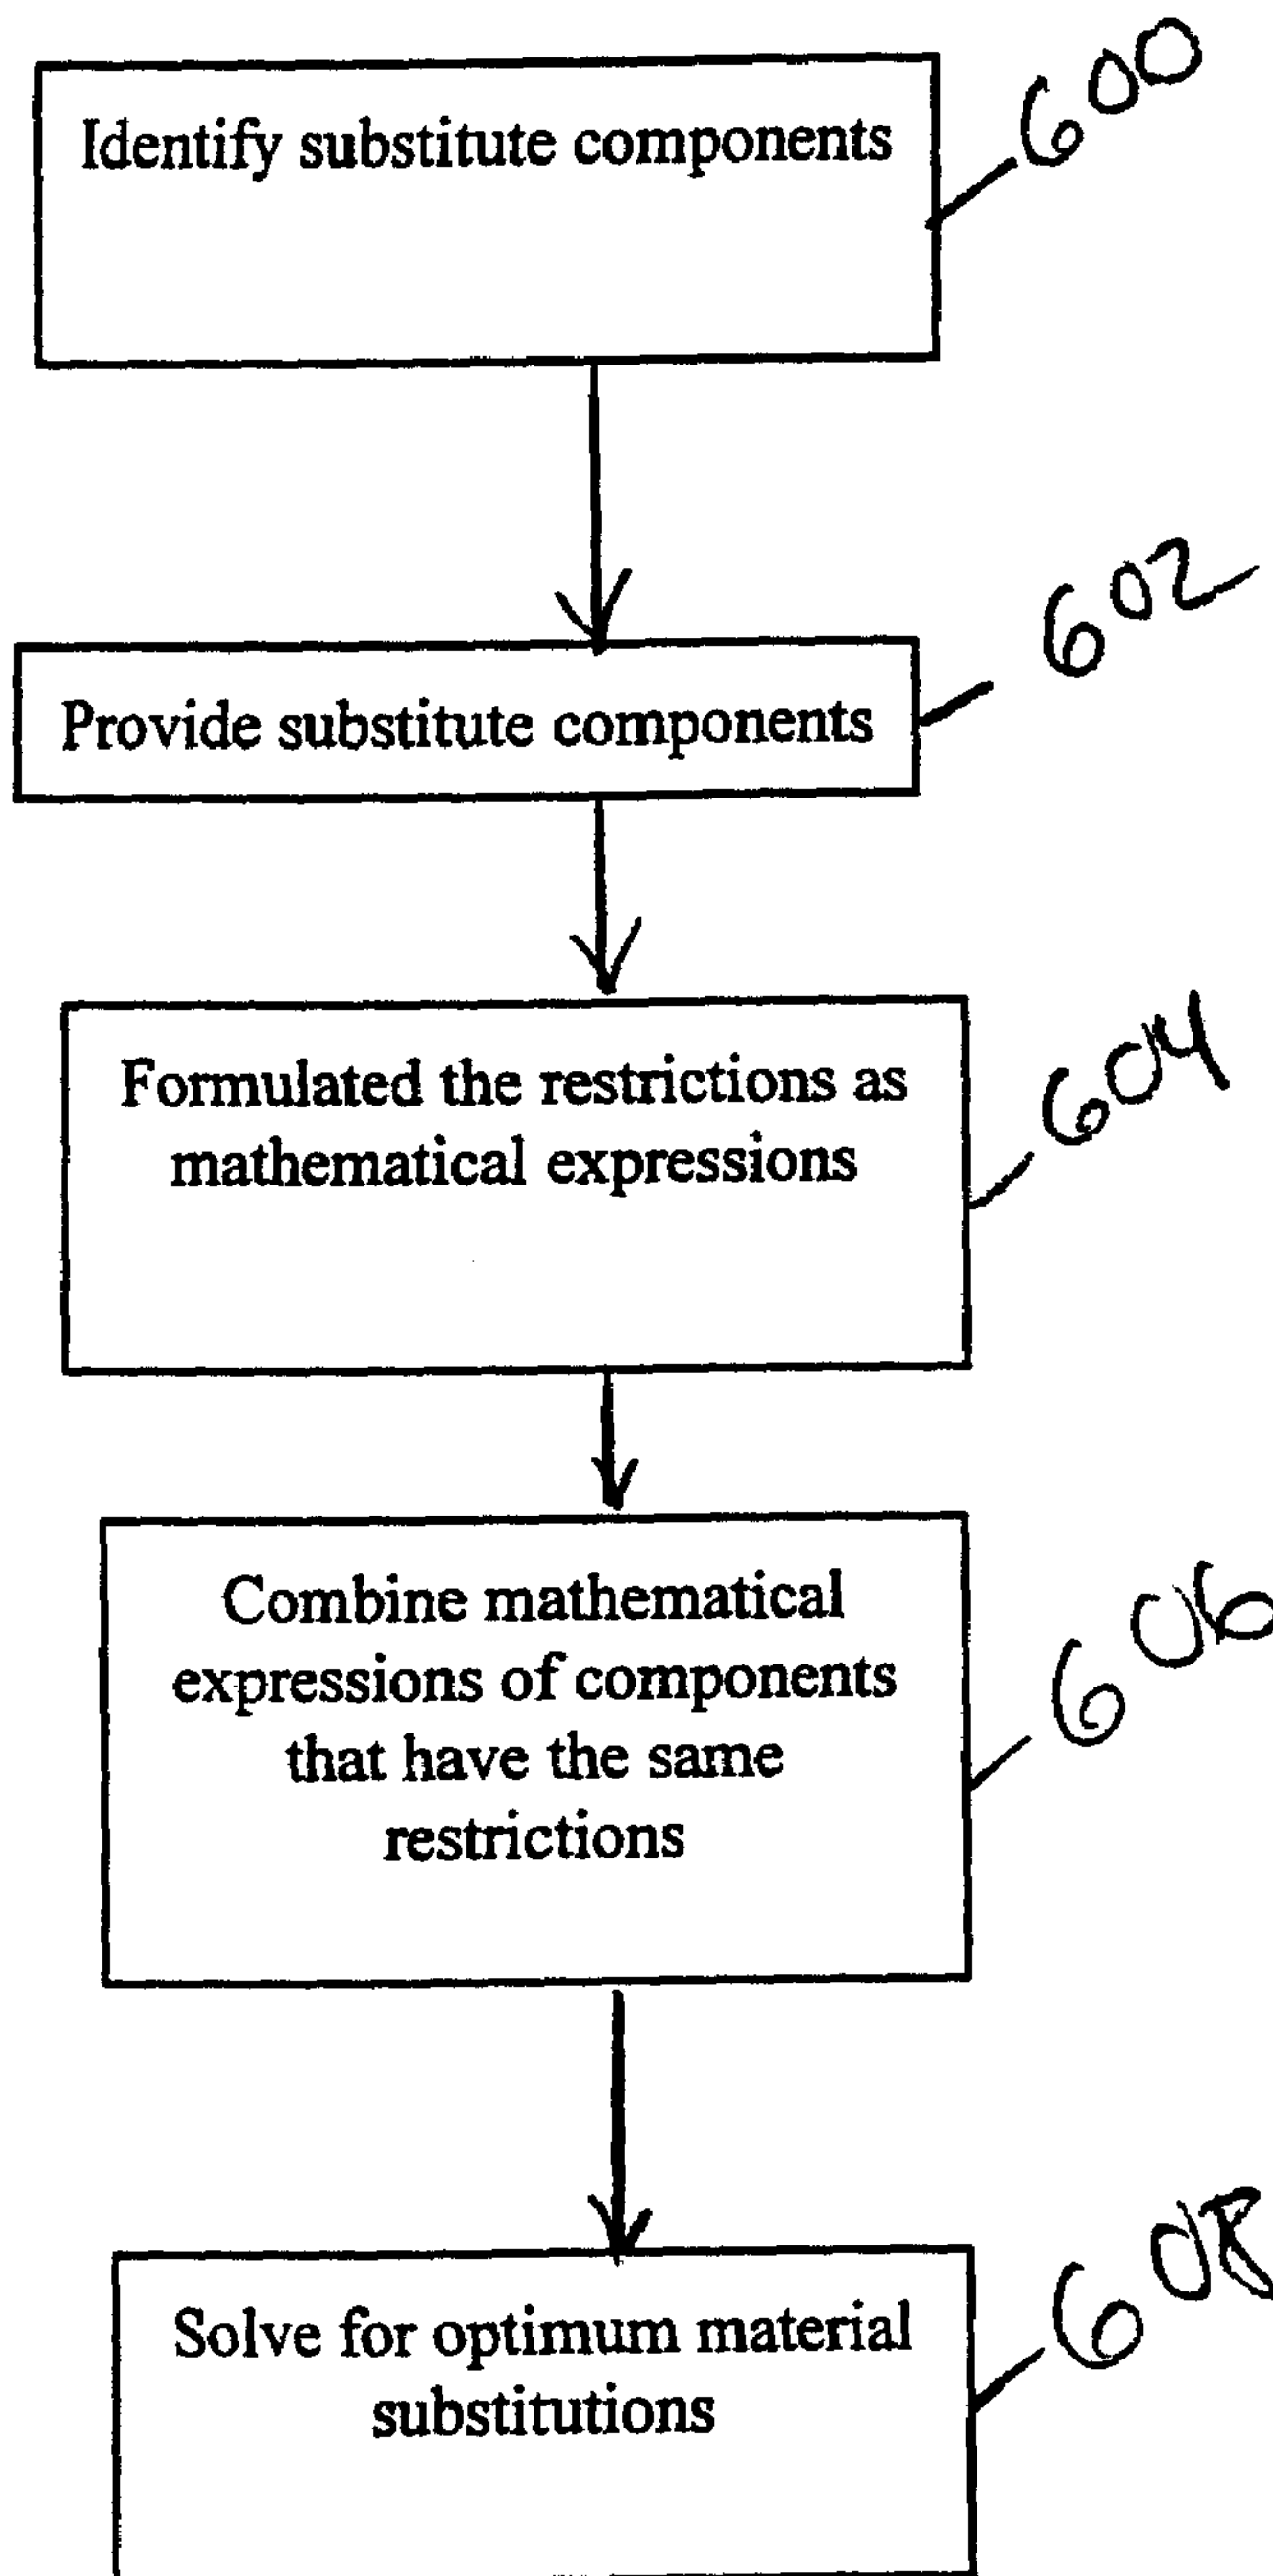 600
Identify substitute components
602
Provide substitute components
604
Formulated the restrictions as
mathematical expressions
606
Combine mathematical
expressions of components
that have the same
restrictions
608
Solve for optimum material
substitutions